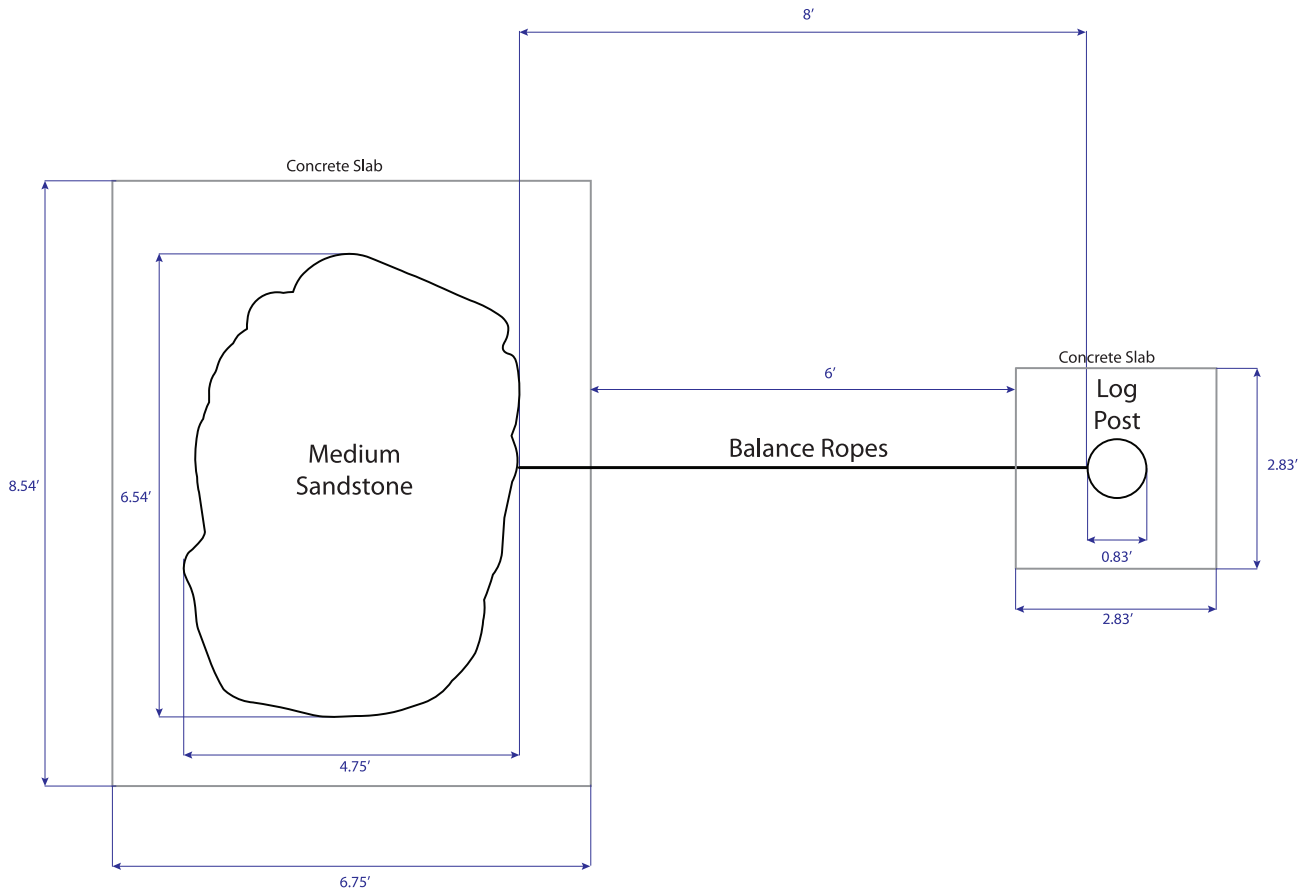 8’
Concrete Slab
Concrete Slab
6’
Log
Post
Balance Ropes
Medium
Sandstone
2.83’
8.54’
6.54’
0.83’
2.83’
4.75’
6.75’